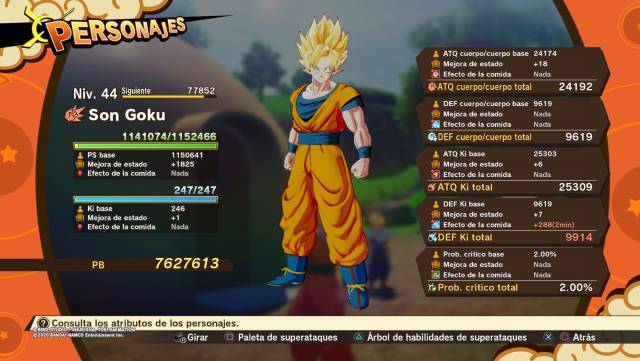 PERSONAJES
Niv. 44 Siguiente 77852
Son Goku
1141074/1152466
PS base 1150641
Mejora de estado +1825
Efecto de la comida Nada
247/247
Ki base 246
Mejora de estado +1
Efecto de la comida Nada
PB 7627613
ATQ cuerpo/cuerpo base 24174
Mejora de estado +18
Efecto de la comida Nada
ATQ cuerpo/cuerpo total 24192
DEF cuerpo/cuerpo base 9619
Mejora de estado Nada
Efecto de la comida Nada
DEF cuerpo/cuerpo total 9619
ATQ Ki base 25303
Mejora de estado +6
Efecto de la comida Nada
ATQ Ki total 25309
DEF Ki base 9619
Mejora de estado +7
Efecto de la comida +288(2min)
DEF Ki total 9914
Prob. crítico base 2.00%
Mejora de estado Nada
Efecto de la comida Nada
Prob. crítico total 2.00%
Consulta los atributos de los personajes.
BIRD STUDIO / SHUEISHA, TOEI ANIMATION
© 2020 BANDAI NAMCO Entertainment Inc.
Girar Paleta de superataques Árbol de habilidades de superataques Atrás